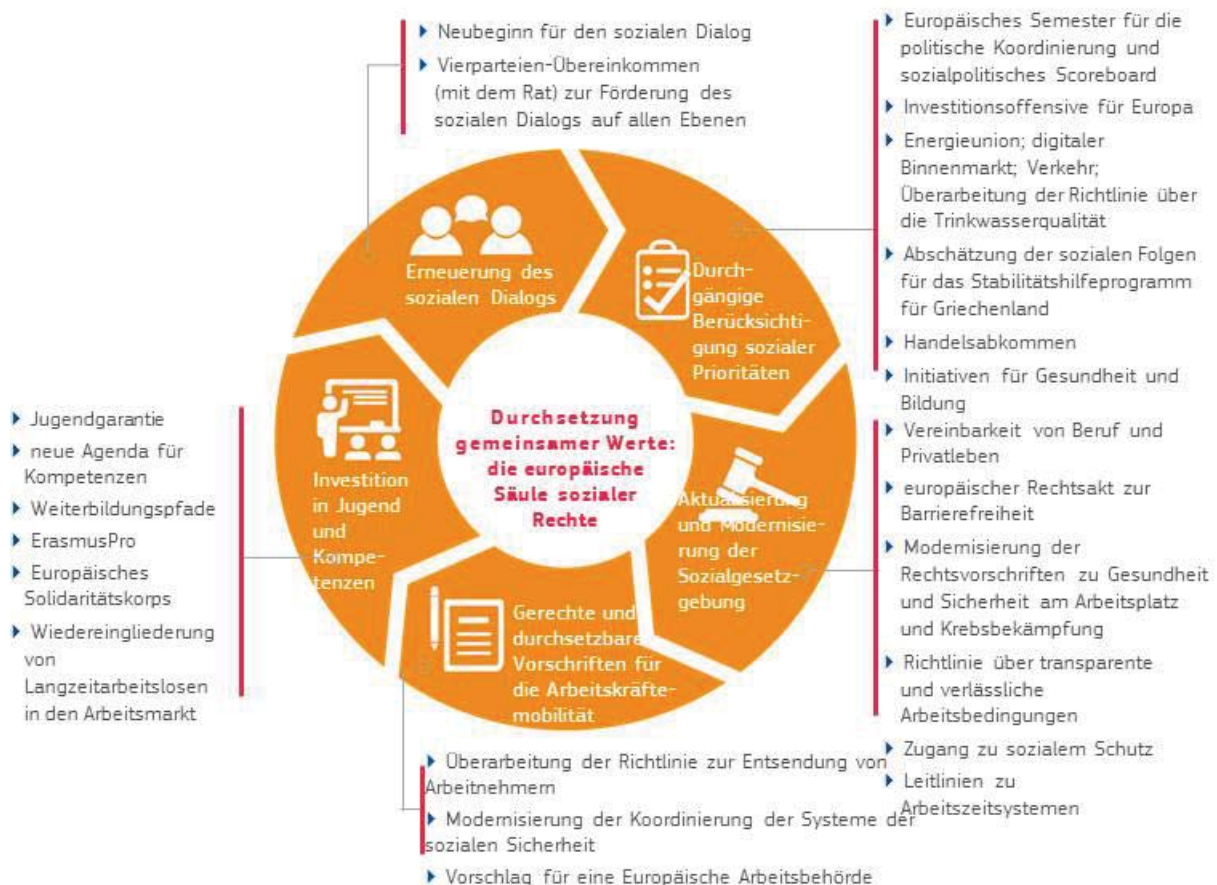 Neubeginn für den sozialen Dialog
Vierparteien-Übereinkommen
(mit dem Rat) zur Förderung des
sozialen Dialogs auf allen Ebenen
Europäisches Semester für die
politische Koordinierung und
sozialpolitisches Scoreboard
Investitionsoffensive für Europa
Energieunion; digitaler
Binnenmarkt; Verkehr;
Überarbeitung der Richtlinie über
die Trinkwasserqualität
Abschätzung der sozialen Folgen
für das Stabilitätshilfeprogramm
für Griechenland
Handelsabkommen
Initiativen für Gesundheit und
Bildung
Erneuerung des
sozialen Dialogs
Durch-
gängige
Berücksichti-
gung sozialer
Prioritäten
Durchsetzung
gemeinsamer Werte:
die europäische
Säule sozialer
Rechte
Jugendgarantie
neue Agenda für
Kompetenzen
Weiterbildungspfade
ErasmusPro
Europäisches
Solidaritätskorps
Wiedereingliederung
von
Langzeitarbeitslosen
in den Arbeitsmarkt
Investition
in Jugend
und
Kompe-
tenzen
Aktualisierung
und Modernisie-
rung der
Sozialgesetz-
gebung
Vereinbarkeit von Beruf und
Privatleben
europäischer Rechtsakt zur
Barrierefreiheit
Modernisierung der
Rechtsvorschriften zu Gesundheit
und Sicherheit am Arbeitsplatz
und Krebsbekämpfung
Richtlinie über transparente
und verlässliche
Arbeitsbedingungen
Zugang zu sozialem Schutz
Leitlinien zu
Arbeitszeitsystemen
Gerechte und
durchsetzbare
Vorschriften für
die Arbeitskräfte-
mobilität
Überarbeitung der Richtlinie zur Entsendung von
Arbeitnehmern
Modernisierung der Koordinierung der Systeme der
sozialen Sicherheit
Vorschlag für eine Europäische Arbeitsbehörde